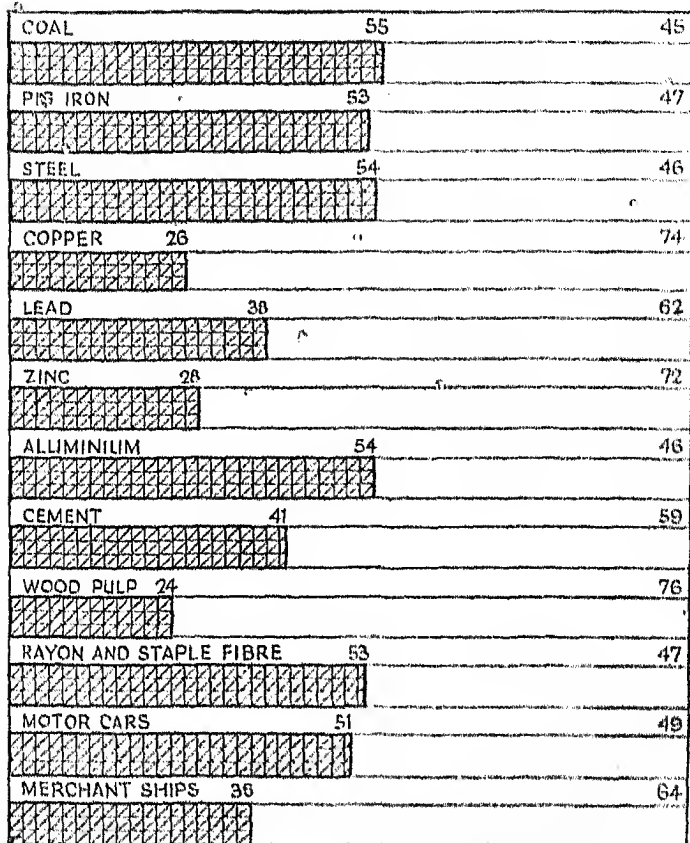 COAL 55 45
PIG IRON 53 47
STEEL 54 46
COPPER 26 74
LEAD 38 62
ZINC 28 72
ALLUMINIUM 54 46
CEMENT 41 59
WOOD PULP 24 76
RAYON AND STAPLE FIBRE 53 47
MOTOR CARS 51 49
MERCHANT SHIPS 36 64